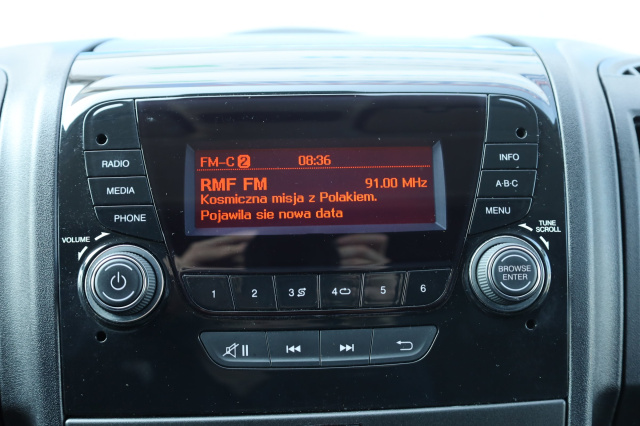 FM-C 2 08:36
RMF FM 91.00 MHz
Kosmiczna misja z Polakiem.
Pojawila sie nowa data
RADIO
MEDIA
PHONE
INFO
A·B·C
MENU
VOLUME
TUNE
SCROLL
BROWSE
ENTER
1 2 3 4 5 6